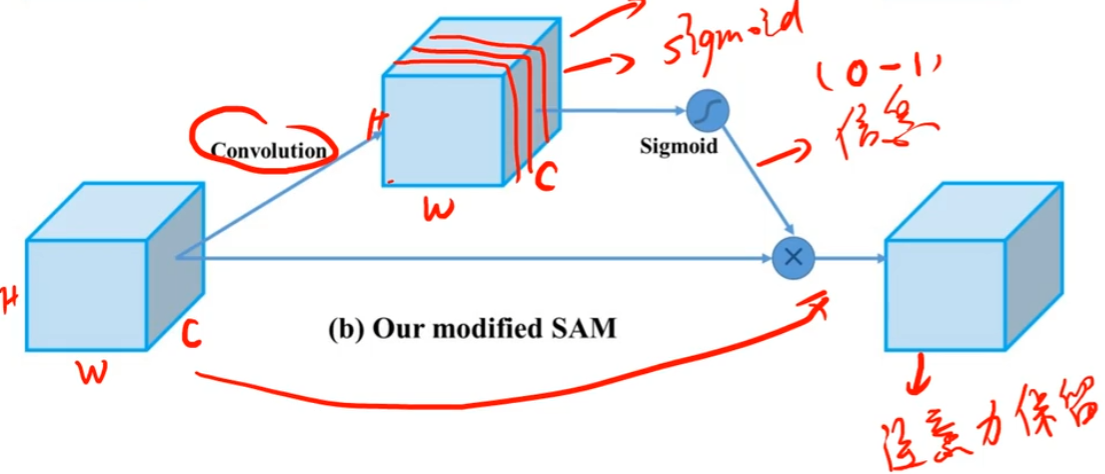 sigmoid
(0-1)
信息
H
Convolution
Sigmoid
C
W
H
C
W
(b) Our modified SAM
注意力保留